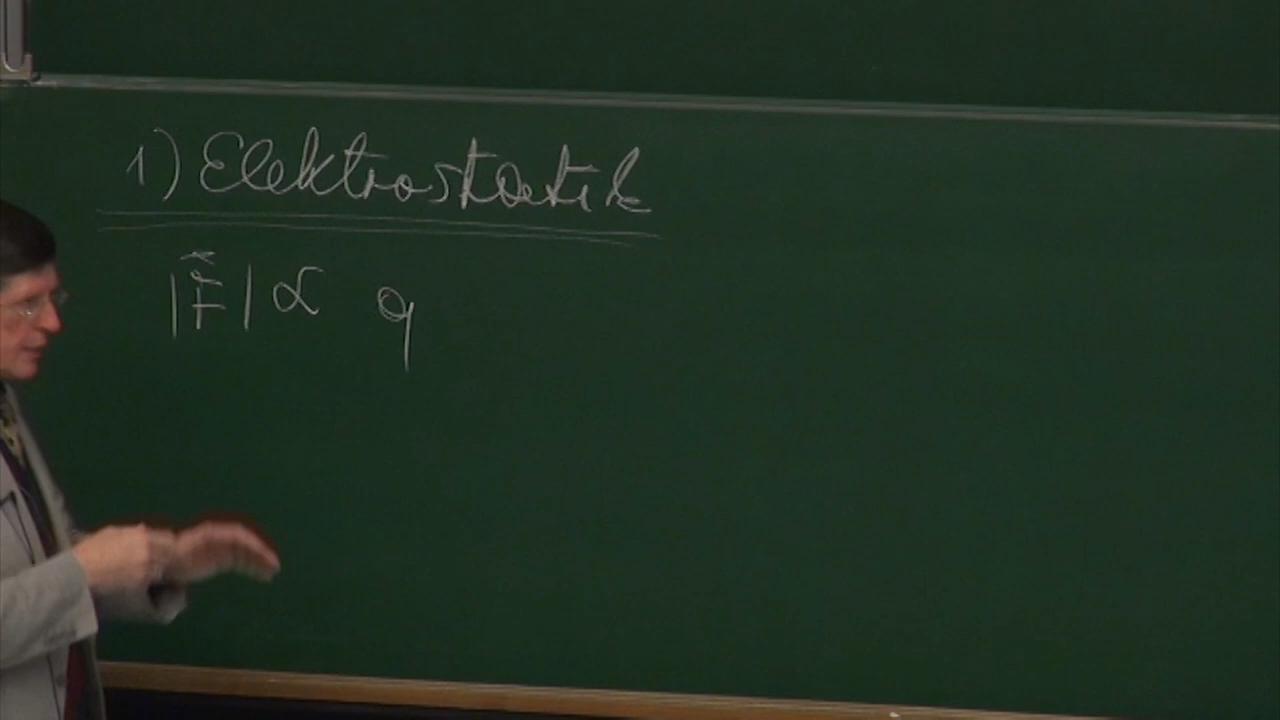 1) Elektrostatik
|F⃗| ∝ q